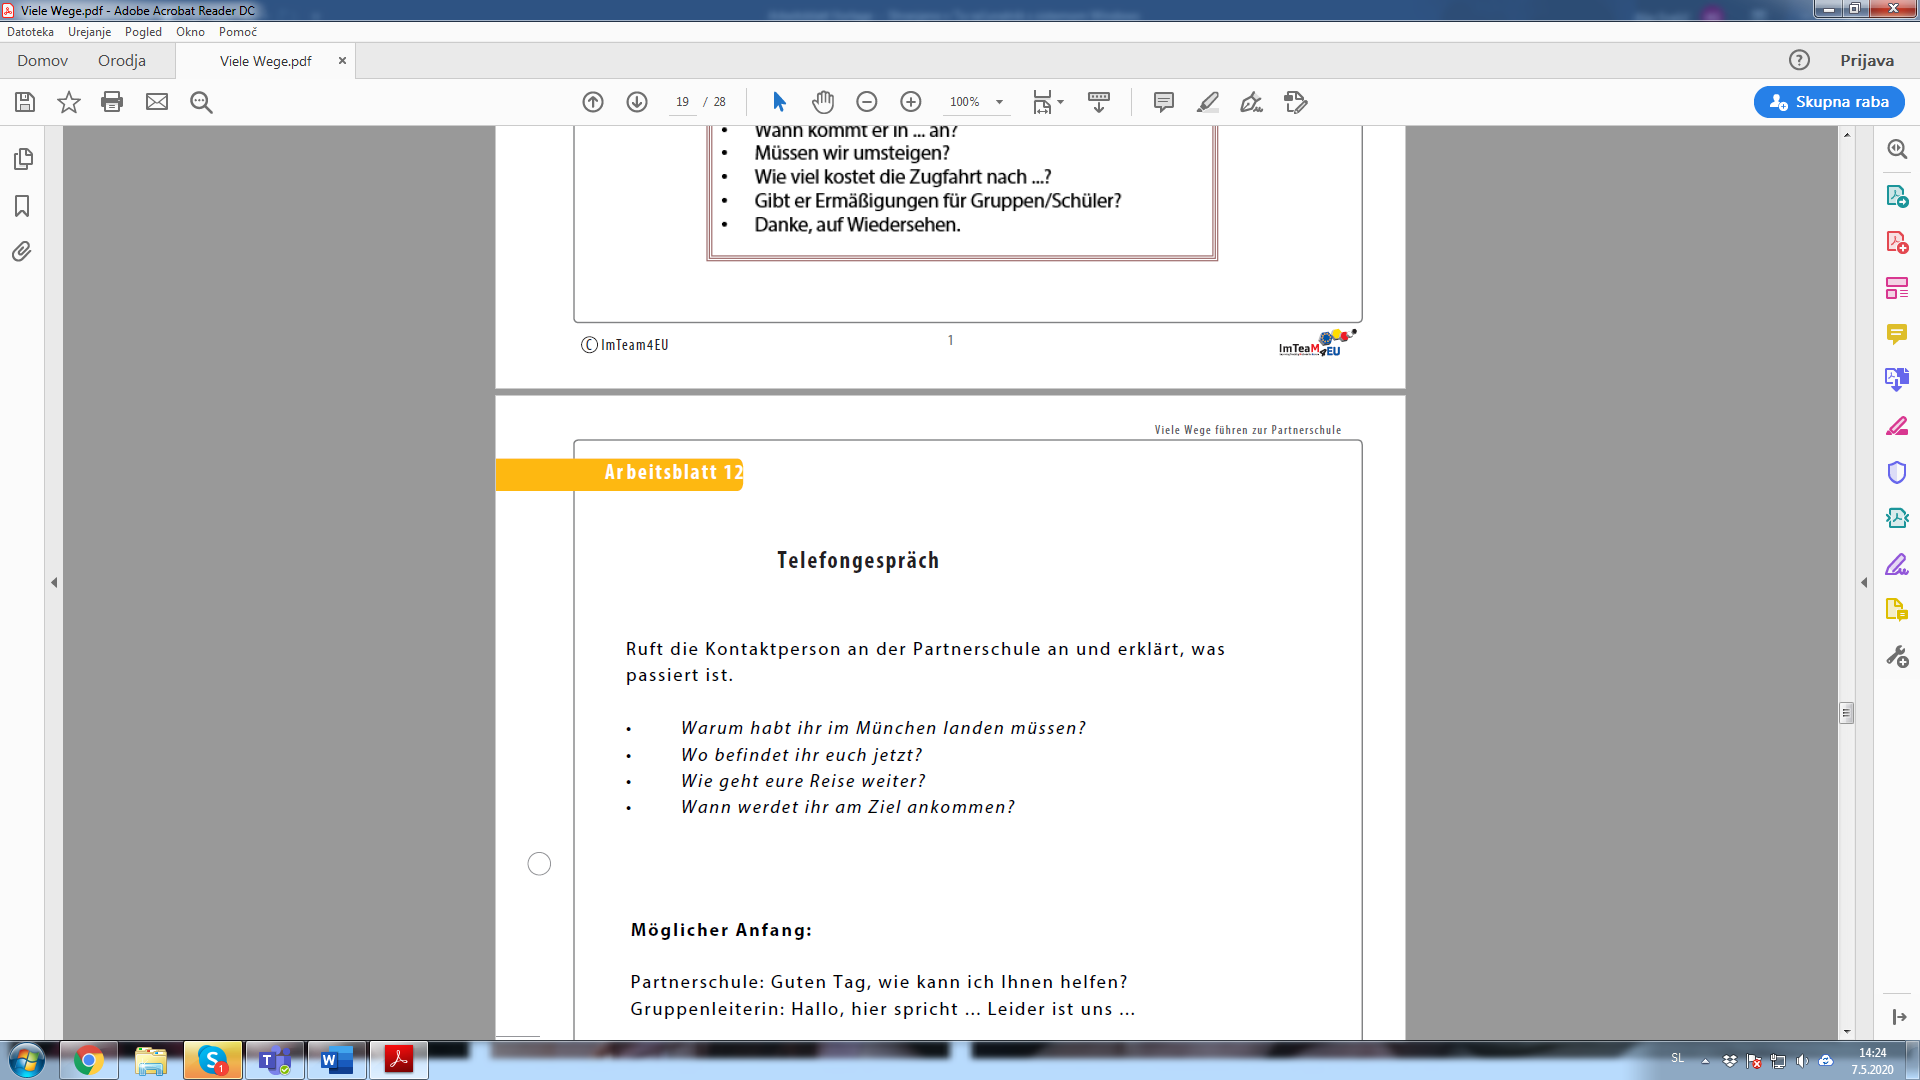 Viele Wege.pdf - Adobe Acrobat Reader DC
Datoteka Urejanje Pogled Okno Pomoč
Domov Orodja Viele Wege.pdf Prijava
19 / 28 100% Skupna raba
• Wann kommt er in ... an?
• Müssen wir umsteigen?
• Wie viel kostet die Zugfahrt nach ...?
• Gibt er Ermäßigungen für Gruppen/Schüler?
• Danke, auf Wiedersehen.
© ImTeam4EU
1
ImTeaM4EU
Viele Wege führen zur Partnerschule
Arbeitsblatt 12
Telefongespräch
Ruft die Kontaktperson an der Partnerschule an und erklärt, was
passiert ist.
• Warum habt ihr im München landen müssen?
• Wo befindet ihr euch jetzt?
• Wie geht eure Reise weiter?
• Wann werdet ihr am Ziel ankommen?
Möglicher Anfang:
Partnerschule: Guten Tag, wie kann ich Ihnen helfen?
Gruppenleiterin: Hallo, hier spricht ... Leider ist uns ...
SL
14:24
7.5.2020